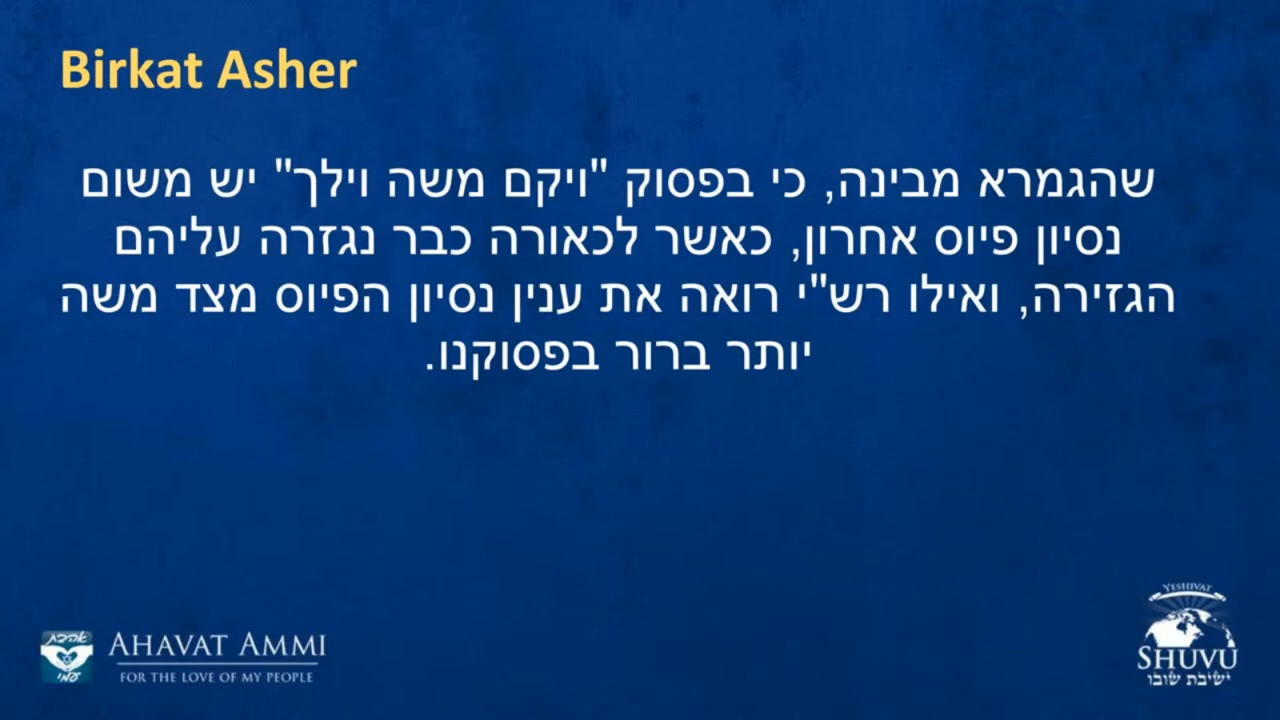 Birkat Asher
שהגמרא מבינה, כי בפסוק "ויקם משה וילך" יש משום
נסיון פיוס אחרון, כאשר לכאורה כבר נגזרה עליהם
הגזירה, ואילו רש"י רואה את ענין נסיון הפיוס מצד משה
יותר ברור בפסוקנו.
אהבת
עמי
AHAVAT AMMI
FOR THE LOVE OF MY PEOPLE
YESHIVAT
SHUVU
ישיבת שובו